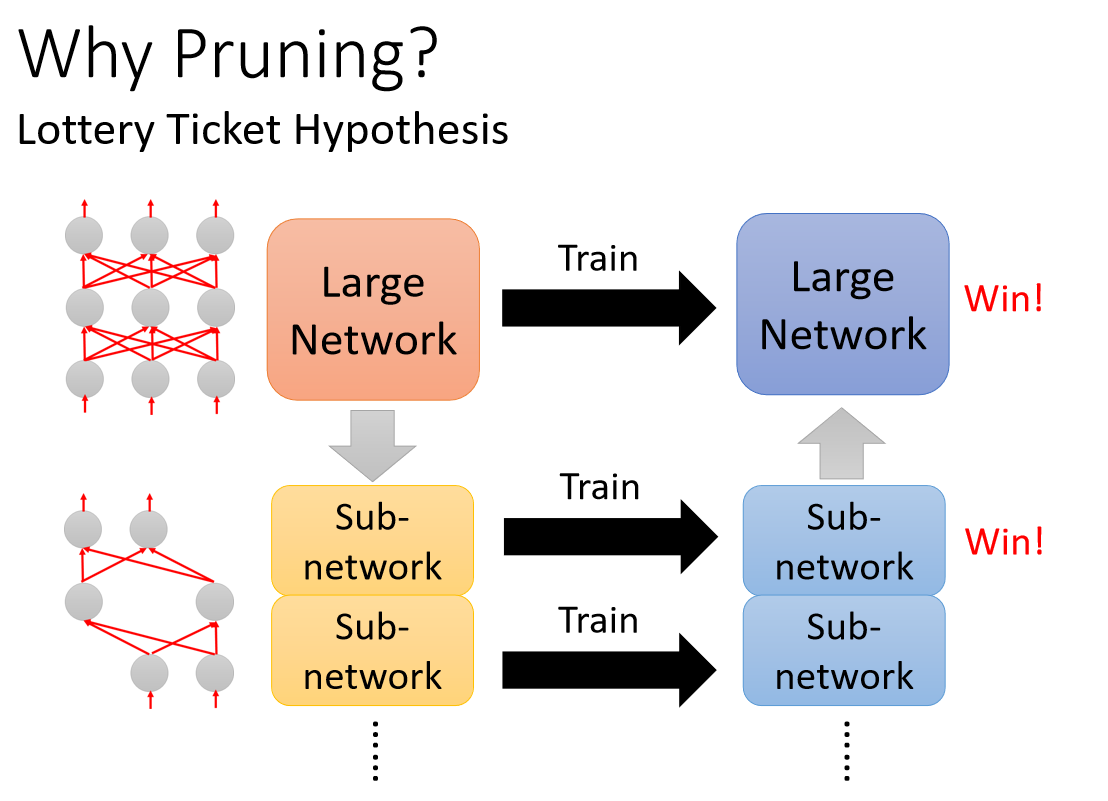 Why Pruning?
Lottery Ticket Hypothesis
Large
Network
Train
Large
Network
Win!
Sub-
network
Train
Sub-
network
Win!
Sub-
network
Train
Sub-
network